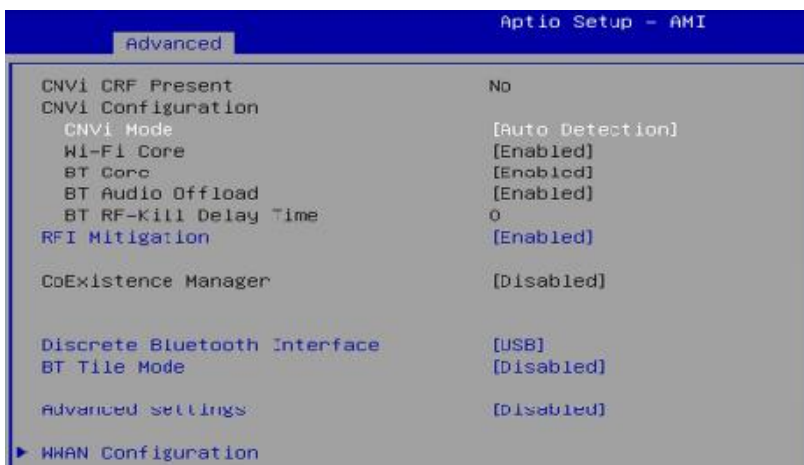 Aptio Setup - AMI
Advanced
CNVi CRF Present No
CNVi Configuration
CNVi Mode [Auto Detection]
Wi-Fi Core [Enabled]
BT Core [Enabled]
BT Audio Offload [Enabled]
BT RF-Kill Delay Time 0
RFI Mitigation [Enabled]
CoExistence Manager [Disabled]
Discrete Bluetooth Interface [USB]
BT Tile Mode [Disabled]
Advanced settings [Disabled]
WWAN Configuration